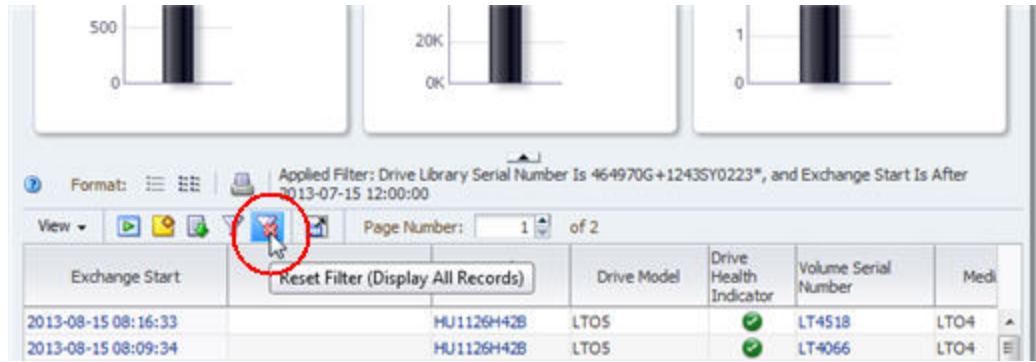 500
0
20K
0K
1
0
Format:
Applied Filter: Drive Library Serial Number Is 464970G+1243SY0223*, and Exchange Start Is After
2013-07-15 12:00:00
View
Page Number: 1 of 2
Reset Filter (Display All Records)
Exchange Start Drive Model Drive Health Indicator Volume Serial Number Medi
2013-08-15 08:16:33 HU1126H42B LTO5 LT4518 LTO4
2013-08-15 08:09:34 HU1126H42B LTO5 LT4066 LTO4